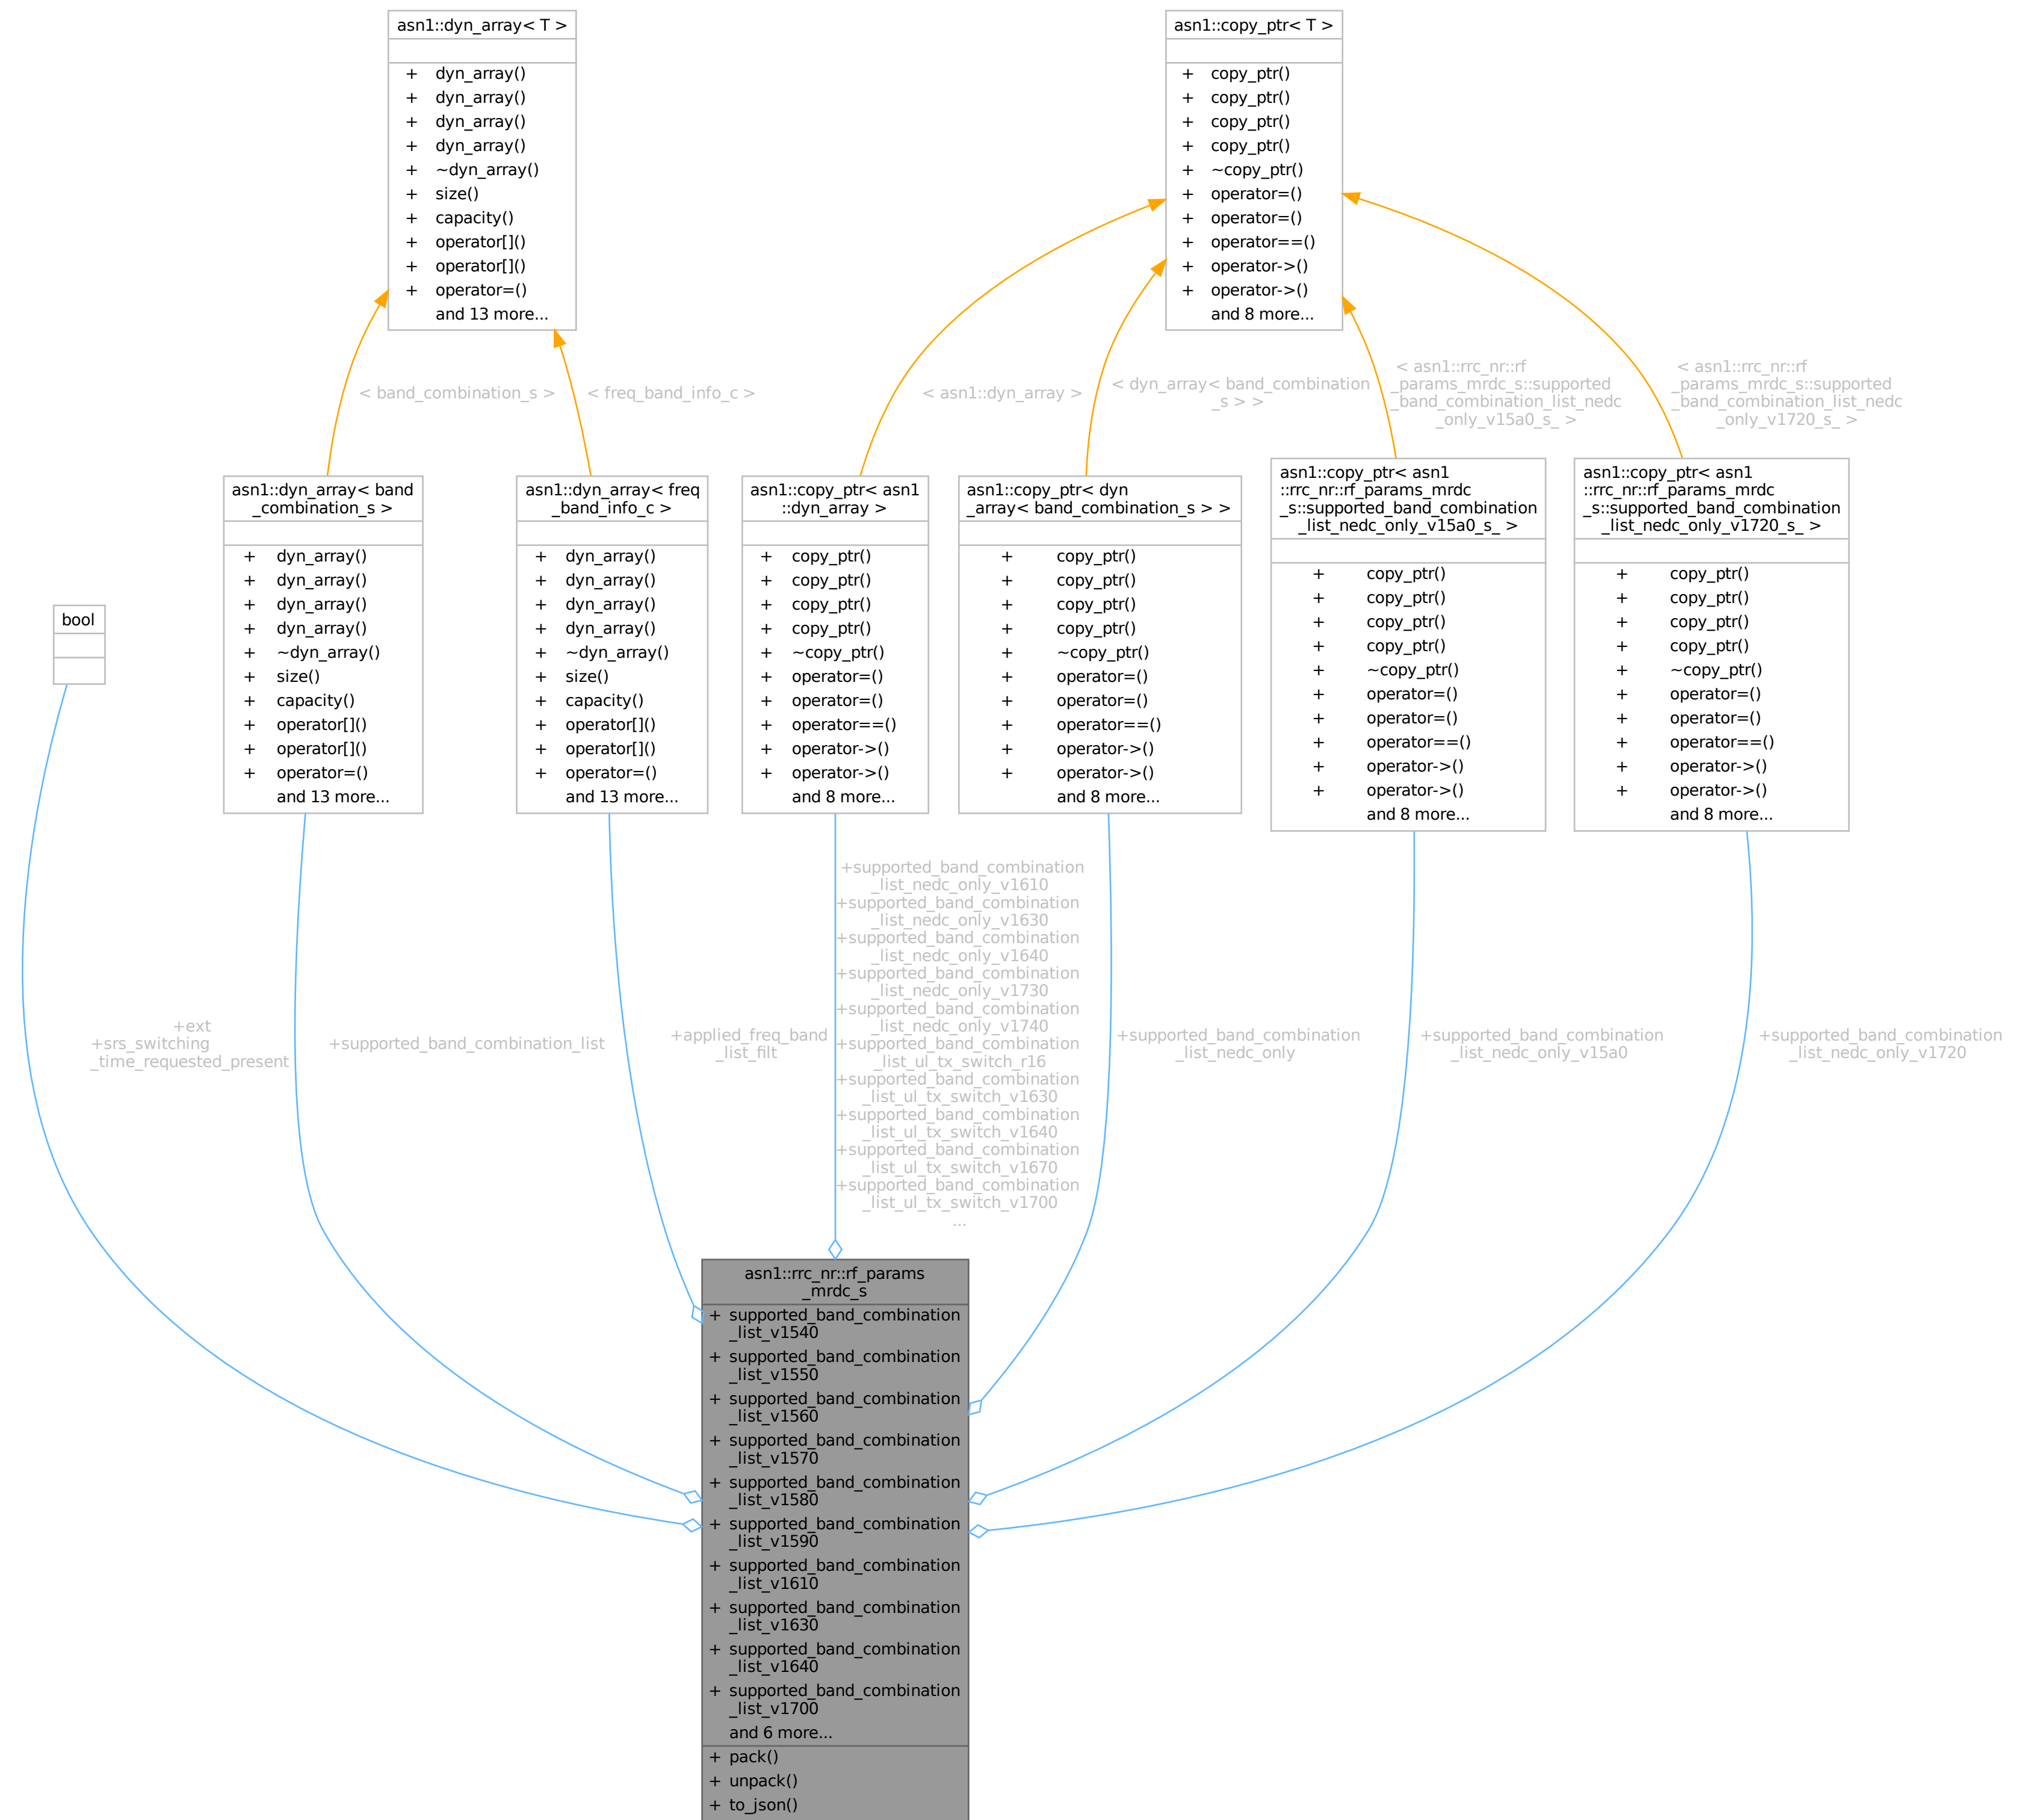 asn1::dyn_array< T >
+ dyn_array()
+ dyn_array()
+ dyn_array()
+ dyn_array()
+ ~dyn_array()
+ size()
+ capacity()
+ operator[]()
+ operator[]()
+ operator=()
and 13 more...
asn1::copy_ptr< T >
+ copy_ptr()
+ copy_ptr()
+ copy_ptr()
+ copy_ptr()
+ ~copy_ptr()
+ operator=()
+ operator=()
+ operator==()
+ operator->()
+ operator->()
and 8 more...
< band_combination_s >
< freq_band_info_c >
< asn1::dyn_array >
< dyn_array< band_combination
_s > >
< asn1::rrc_nr::rf
_params_mrdc_s::supported
_band_combination_list_nedc
_only_v15a0_s_ >
< asn1::rrc_nr::rf
_params_mrdc_s::supported
_band_combination_list_nedc
_only_v1720_s_ >
bool
asn1::dyn_array< band
_combination_s >
+ dyn_array()
+ dyn_array()
+ dyn_array()
+ dyn_array()
+ ~dyn_array()
+ size()
+ capacity()
+ operator[]()
+ operator[]()
+ operator=()
and 13 more...
asn1::dyn_array< freq
_band_info_c >
+ dyn_array()
+ dyn_array()
+ dyn_array()
+ dyn_array()
+ ~dyn_array()
+ size()
+ capacity()
+ operator[]()
+ operator[]()
+ operator=()
and 13 more...
asn1::copy_ptr< asn1
::dyn_array >
+ copy_ptr()
+ copy_ptr()
+ copy_ptr()
+ copy_ptr()
+ ~copy_ptr()
+ operator=()
+ operator=()
+ operator==()
+ operator->()
+ operator->()
and 8 more...
asn1::copy_ptr< dyn
_array< band_combination_s > >
+ copy_ptr()
+ copy_ptr()
+ copy_ptr()
+ copy_ptr()
+ ~copy_ptr()
+ operator=()
+ operator=()
+ operator==()
+ operator->()
+ operator->()
and 8 more...
asn1::copy_ptr< asn1
::rrc_nr::rf_params_mrdc
_s::supported_band_combination
_list_nedc_only_v15a0_s_ >
+ copy_ptr()
+ copy_ptr()
+ copy_ptr()
+ copy_ptr()
+ ~copy_ptr()
+ operator=()
+ operator=()
+ operator==()
+ operator->()
+ operator->()
and 8 more...
asn1::copy_ptr< asn1
::rrc_nr::rf_params_mrdc
_s::supported_band_combination
_list_nedc_only_v1720_s_ >
+ copy_ptr()
+ copy_ptr()
+ copy_ptr()
+ copy_ptr()
+ ~copy_ptr()
+ operator=()
+ operator=()
+ operator==()
+ operator->()
+ operator->()
and 8 more...
+ext
+srs_switching
_time_requested_present
+supported_band_combination_list
+applied_freq_band
_list_filt
+supported_band_combination
_list_nedc_only_v1610
+supported_band_combination
_list_nedc_only_v1630
+supported_band_combination
_list_nedc_only_v1640
+supported_band_combination
_list_nedc_only_v1730
+supported_band_combination
_list_nedc_only_v1740
+supported_band_combination
_list_ul_tx_switch_r16
+supported_band_combination
_list_ul_tx_switch_v1630
+supported_band_combination
_list_ul_tx_switch_v1640
+supported_band_combination
_list_ul_tx_switch_v1670
+supported_band_combination
_list_ul_tx_switch_v1700
...
+supported_band_combination
_list_nedc_only
+supported_band_combination
_list_nedc_only_v15a0
+supported_band_combination
_list_nedc_only_v1720
asn1::rrc_nr::rf_params
_mrdc_s
+ supported_band_combination
_list_v1540
+ supported_band_combination
_list_v1550
+ supported_band_combination
_list_v1560
+ supported_band_combination
_list_v1570
+ supported_band_combination
_list_v1580
+ supported_band_combination
_list_v1590
+ supported_band_combination
_list_v1610
+ supported_band_combination
_list_v1630
+ supported_band_combination
_list_v1640
+ supported_band_combination
_list_v1700
and 6 more...
+ pack()
+ unpack()
+ to_json()